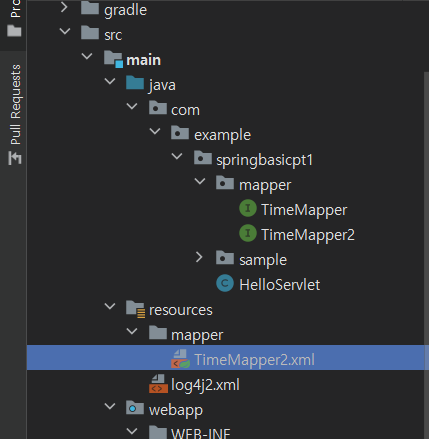 Pro
gradle
src
main
java
com
example
springbasicpt1
mapper
TimeMapper
TimeMapper2
sample
HelloServlet
resources
mapper
TimeMapper2.xml
log4j2.xml
webapp
WEB-INF
Pull Requests